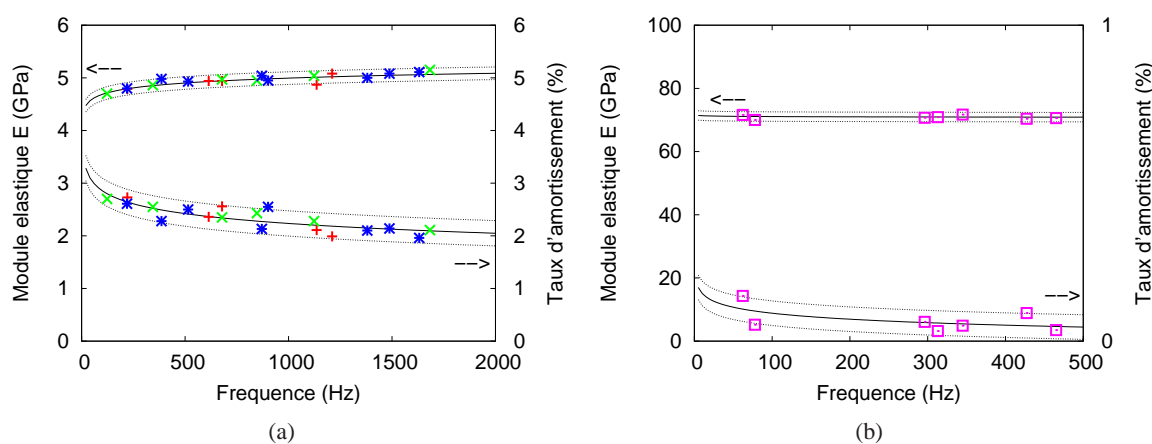 Module elastique E (GPa)
6
5
4
3
2
1
0
0 500 1000 1500 2000
Frequence (Hz)
6
5
4
3
2
1
0
Taux d'amortissement (%)
<--
-->
(a)
Module elastique E (GPa)
100
80
60
40
20
0
0 100 200 300 400 500
Frequence (Hz)
1
0
Taux d'amortissement (%)
<--
-->
(b)